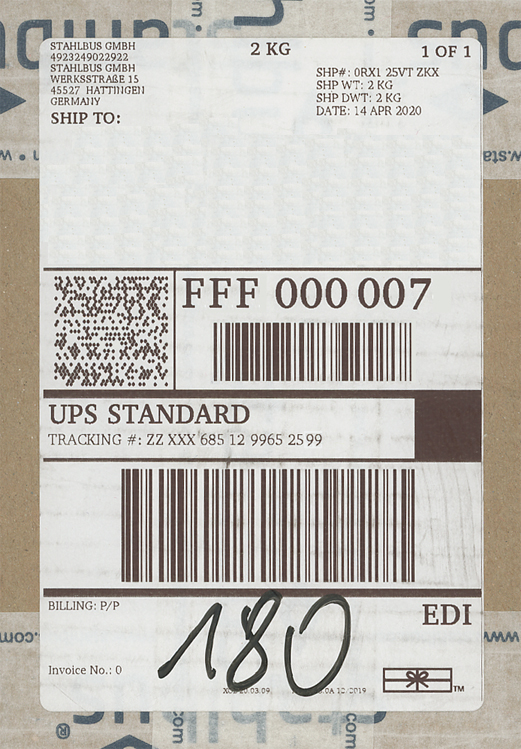 STAHLBUS GMBH
4923249022922
STAHLBUS GMBH
WERKSSTRAßE 15
45527 HATTINGEN
GERMANY
SHIP TO:
2 KG
1 OF 1
SHP#: 0RX1 25VT ZKX
SHP WT: 2 KG
SHP DWT: 2 KG
DATE: 14 APR 2020
FFF 000 007
UPS STANDARD
TRACKING #: ZZ XXX 685 12 9965 2599
BILLING: P/P
EDI
180
Invoice No.: 0
TM